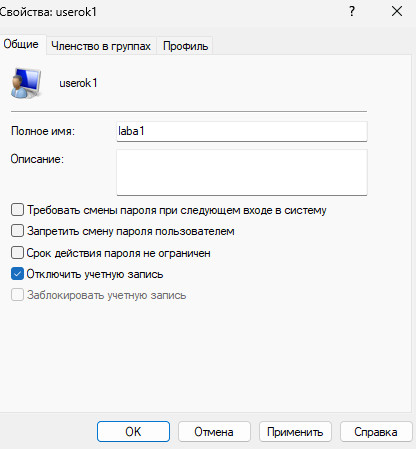 Свойства: userok1
Общие Членство в группах Профиль
userok1
Полное имя: laba1
Описание:
Требовать смены пароля при следующем входе в систему
Запретить смену пароля пользователем
Срок действия пароля не ограничен
Отключить учетную запись
Заблокировать учетную запись
OK Отмена Применить Справка